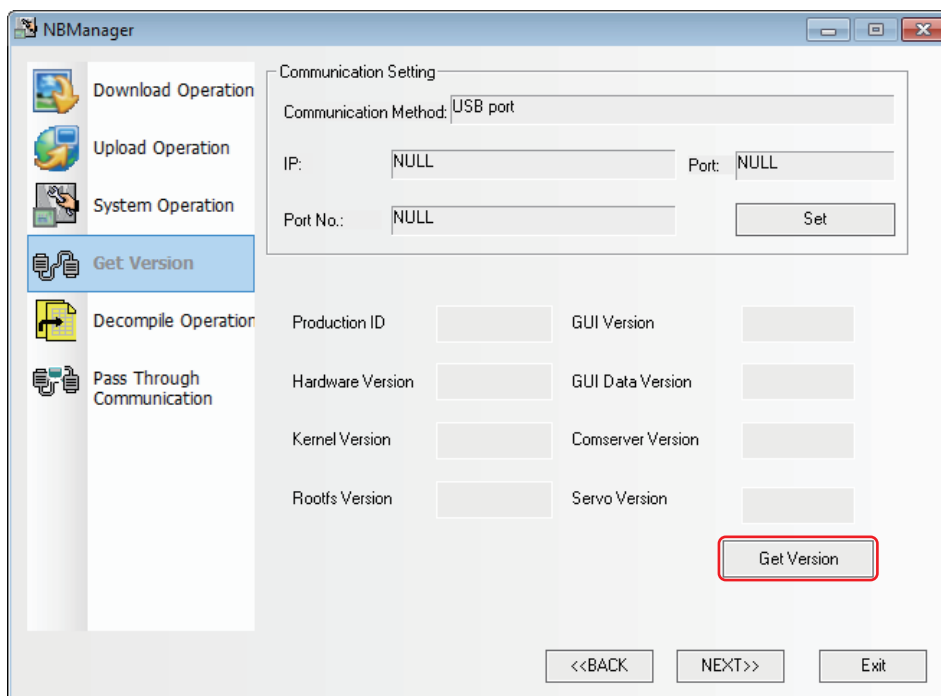 NBManager
Download Operation
Upload Operation
System Operation
Get Version
Decompile Operation
Pass Through
Communication
Communication Setting
Communication Method: USB port
IP: NULL Port: NULL
Port No.: NULL Set
Production ID GUI Version
Hardware Version GUI Data Version
Kernel Version Comserver Version
Rootfs Version Servo Version
Get Version
<<BACK NEXT>> Exit